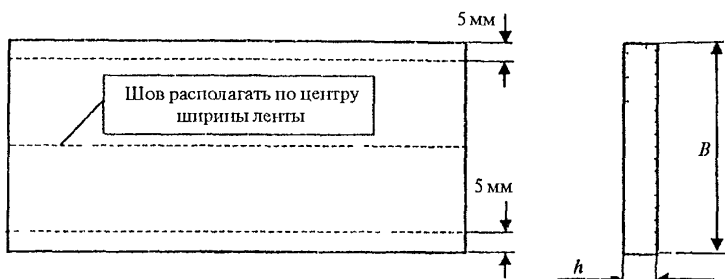 5 мм
Шов располагать по центру
ширины ленты
B
5 мм
h